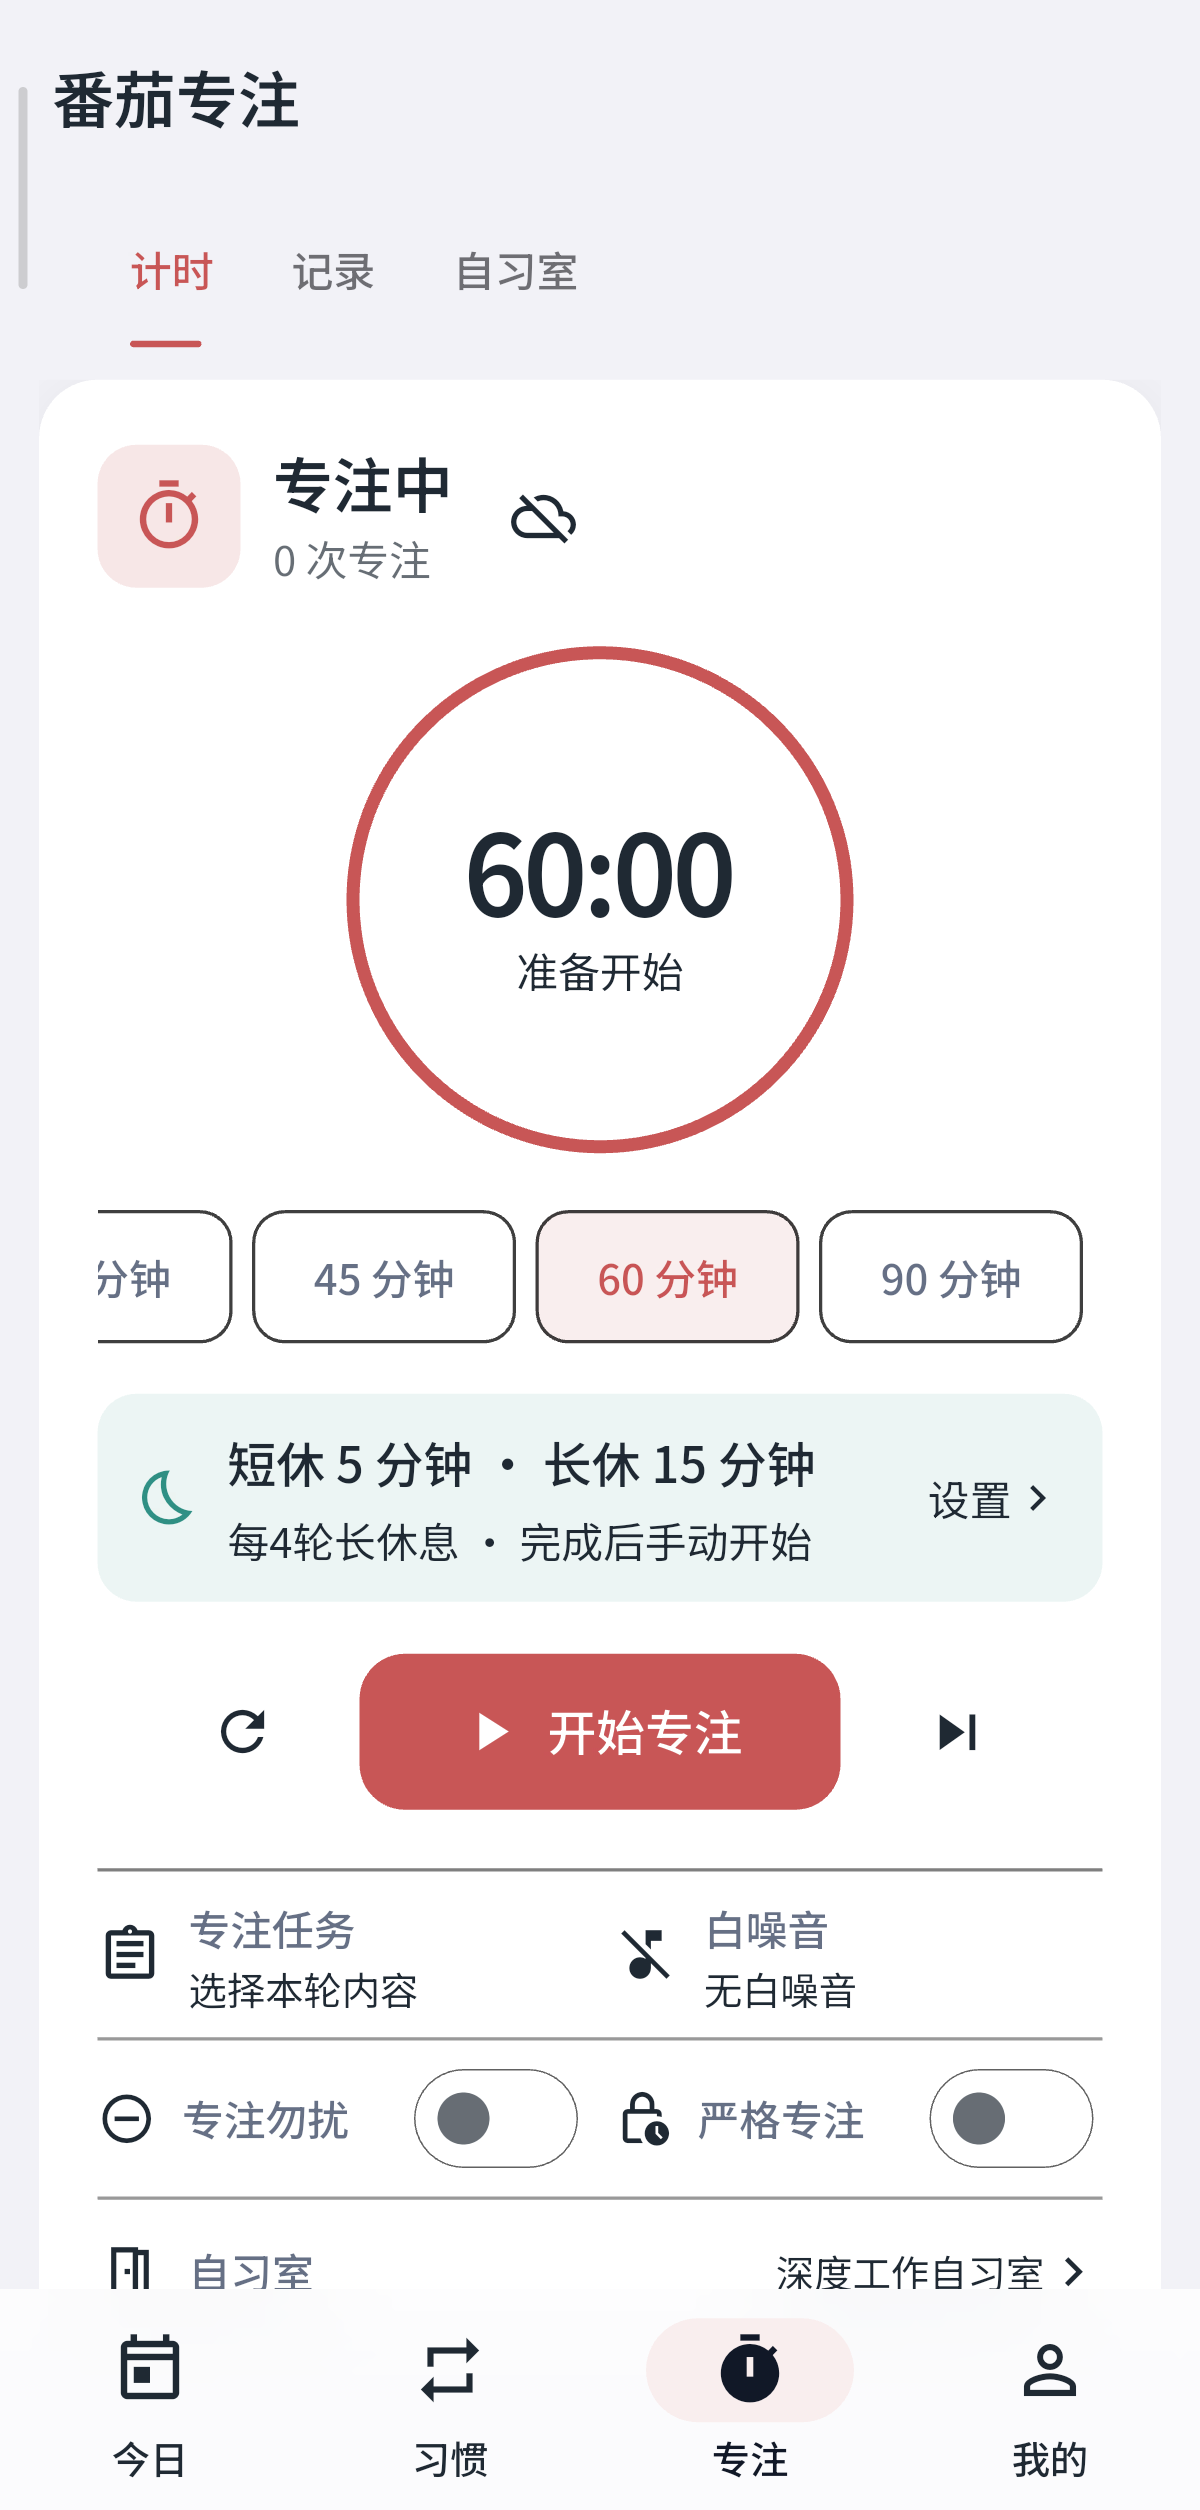 番茄专注
计时 记录 自习室
专注中
0 次专注
60:00
准备开始
分钟 45 分钟 60 分钟 90 分钟
短休 5 分钟 · 长休 15 分钟
每4轮长休息 · 完成后手动开始
设置
开始专注
专注任务
选择本轮内容
白噪音
无白噪音
专注勿扰 严格专注
自习室 深度工作自习室
今日 习惯 专注 我的